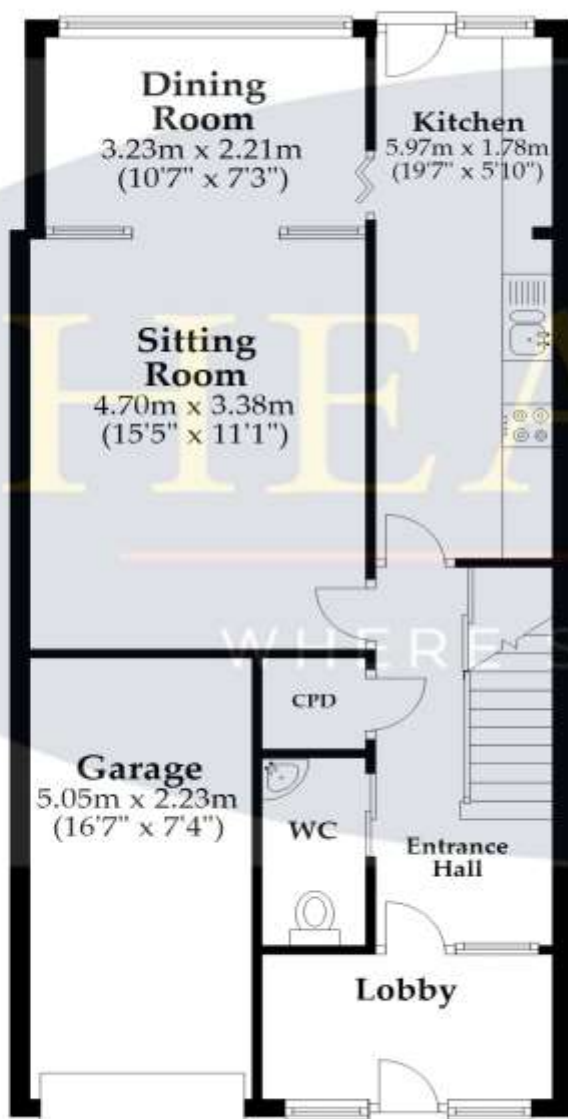 Dining
Room
3.23m x 2.21m
(10'7" x 7'3")
Kitchen
5.97m x 1.78m
(19'7" x 5'10")
Sitting
Room
4.70m x 3.38m
(15'5" x 11'1")
HEA
WHERE S
CPD
Garage
5.05m x 2.23m
(16'7" x 7'4")
WC
Entrance
Hall
Lobby